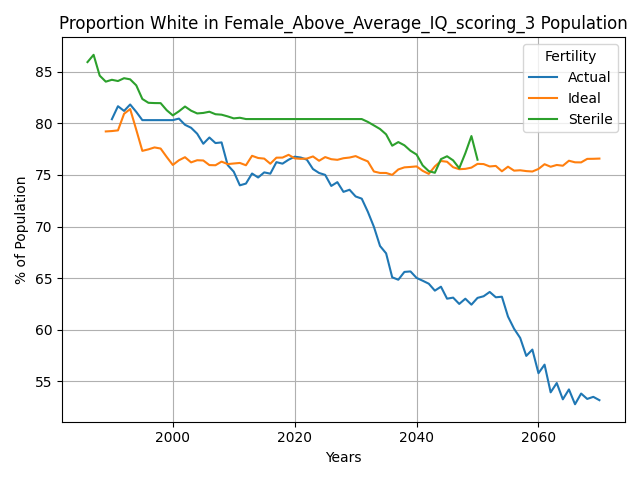 Proportion White in Female_Above_Average_IQ_scoring_3 Population
Fertility
Actual
Ideal
Sterile
% of Population
85
80
75
70
65
60
55
2000
2020
2040
2060
Years